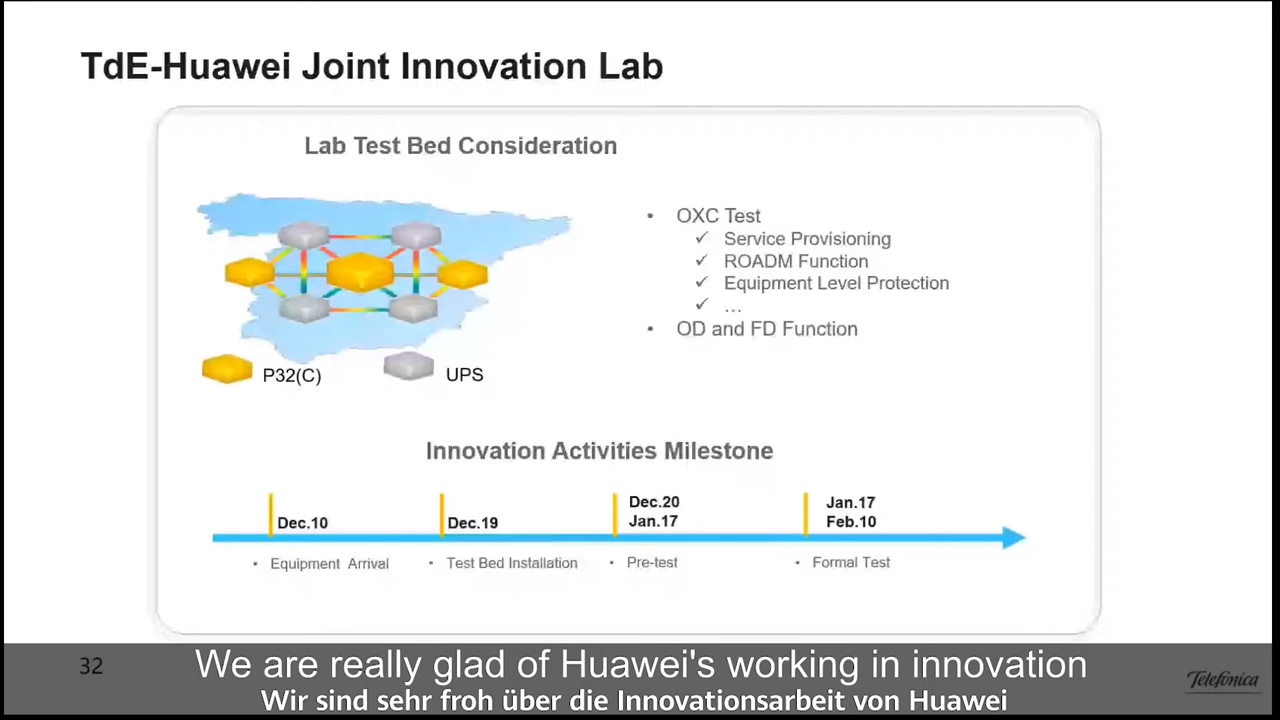 TdE-Huawei Joint Innovation Lab
Lab Test Bed Consideration
• OXC Test
✓ Service Provisioning
✓ ROADM Function
✓ Equipment Level Protection
✓ ...
• OD and FD Function
P32(C)
UPS
Innovation Activities Milestone
Dec.10
Dec.19
Dec.20
Jan.17
Jan.17
Feb.10
• Equipment Arrival
• Test Bed Installation
• Pre-test
• Formal Test
32
We are really glad of Huawei's working in innovation
Wir sind sehr froh über die Innovationsarbeit von Huawei
Telefónica